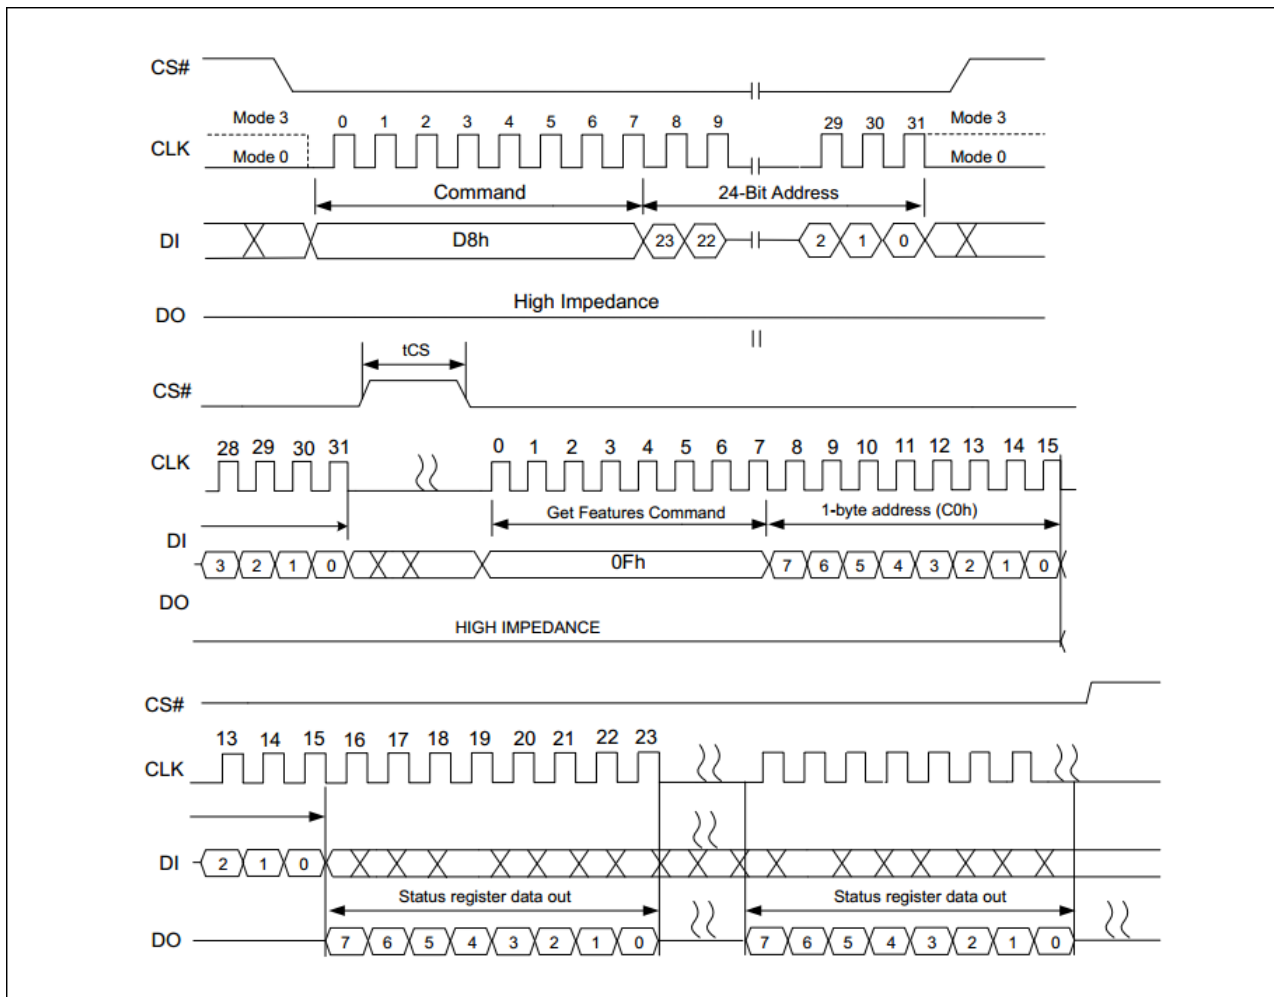 CS#
Mode 3
0 1 2 3 4 5 6 7 8 9 29 30 31
Mode 3
CLK
Mode 0
Mode 0
Command
24-Bit Address
DI
D8h
23 22 2 1 0
High Impedance
DO
tCS
CS#
28 29 30 31 0 1 2 3 4 5 6 7 8 9 10 11 12 13 14 15
CLK
Get Features Command
1-byte address (C0h)
DI
3 2 1 0
0Fh
7 6 5 4 3 2 1 0
DO
HIGH IMPEDANCE
CS#
13 14 15 16 17 18 19 20 21 22 23
CLK
DI
2 1 0
Status register data out
Status register data out
DO
7 6 5 4 3 2 1 0
7 6 5 4 3 2 1 0